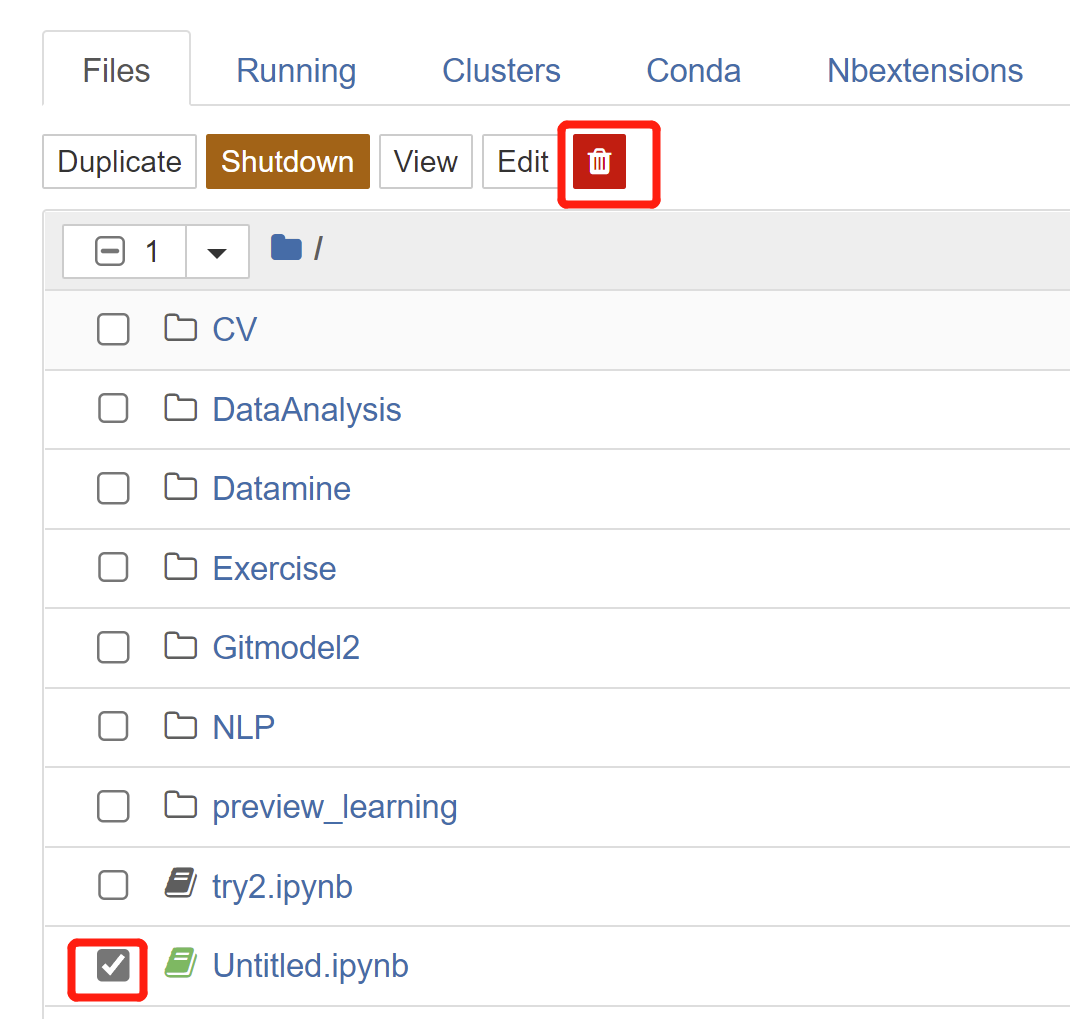 Files Running Clusters Conda Nbextensions
Duplicate Shutdown View Edit
1 /
CV
DataAnalysis
Datamine
Exercise
Gitmodel2
NLP
preview_learning
try2.ipynb
Untitled.ipynb